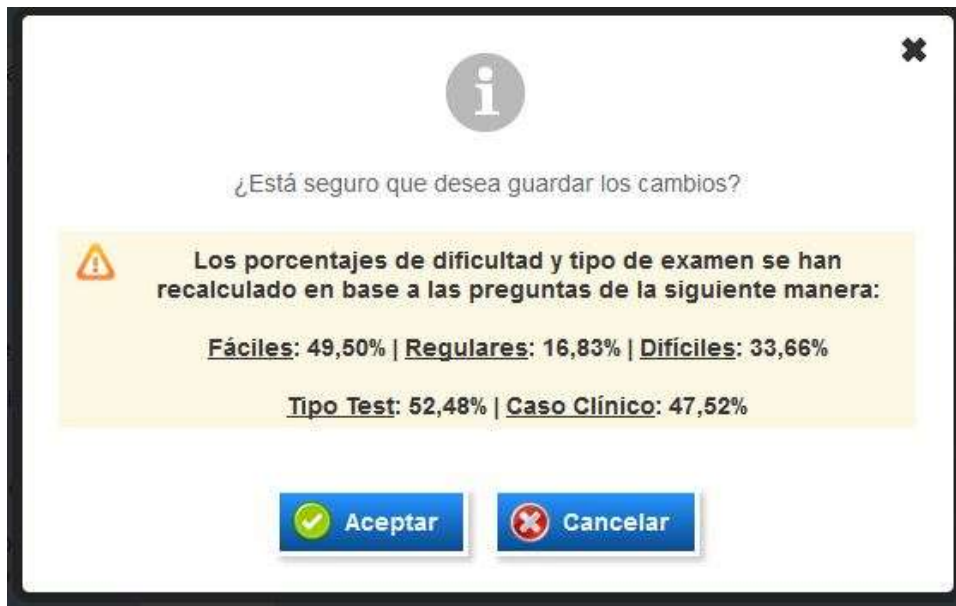 ¿Está seguro que desea guardar los cambios?
Los porcentajes de dificultad y tipo de examen se han
recalculado en base a las preguntas de la siguiente manera:
Fáciles: 49,50% | Regulares: 16,83% | Difíciles: 33,66%
Tipo Test: 52,48% | Caso Clínico: 47,52%
Aceptar
Cancelar